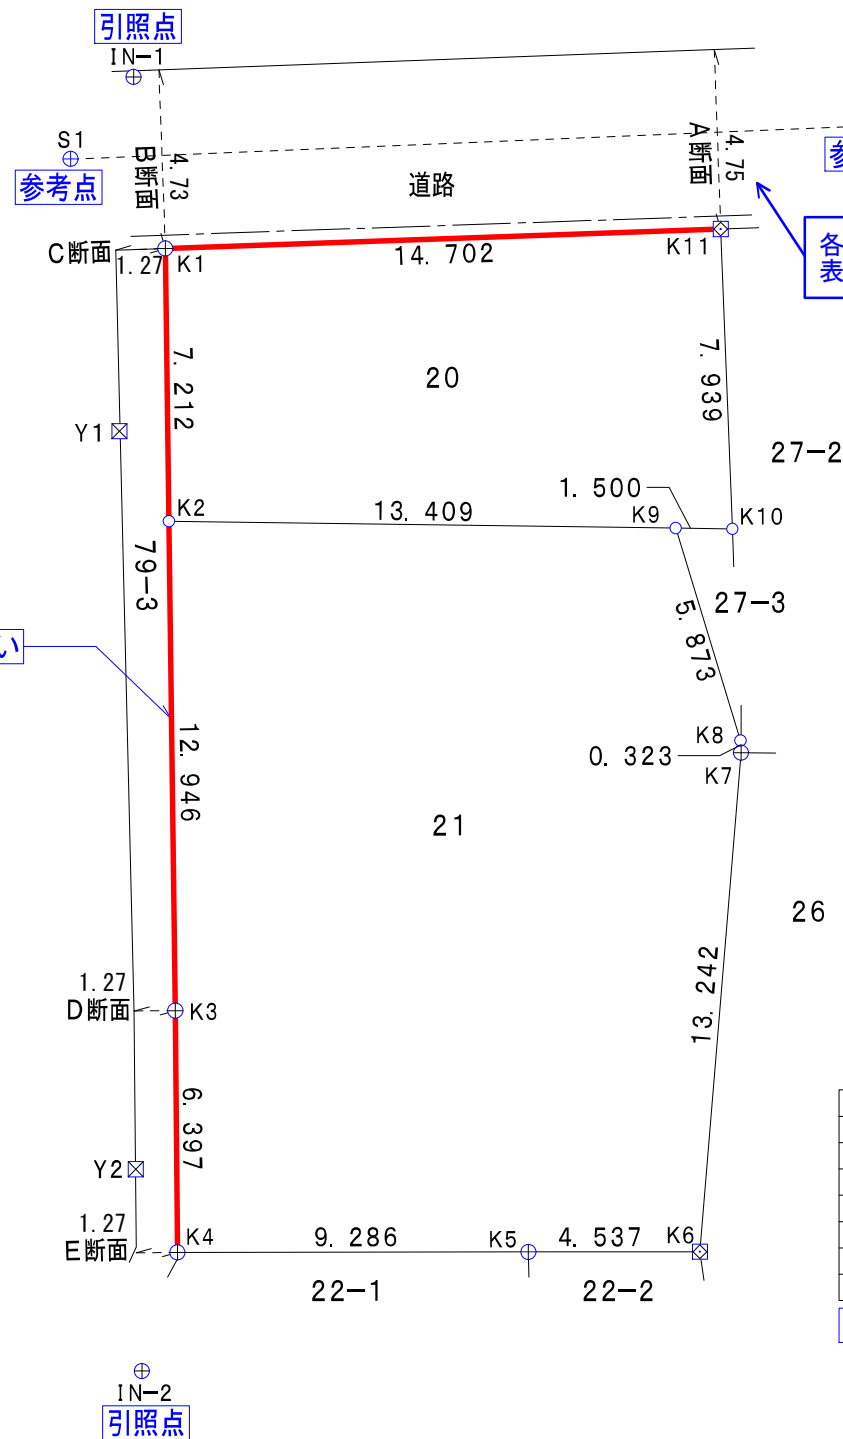 引照点
IN-1
S1
参考点
B断面
4.73
道路
A断面
4.75
参
C断面
1.27
K1
14.702
K11
各
表
7.212
20
7.939
Y1
27-2
1.500
K2
13.409
K9
K10
79-3
27-3
5.873
い
K8
0.323
K7
12.946
21
26
13.242
1.27
D断面
K3
6.397
Y2
1.27
E断面
K4
9.286
K5
4.537
K6
22-1
22-2
IN-2
引照点